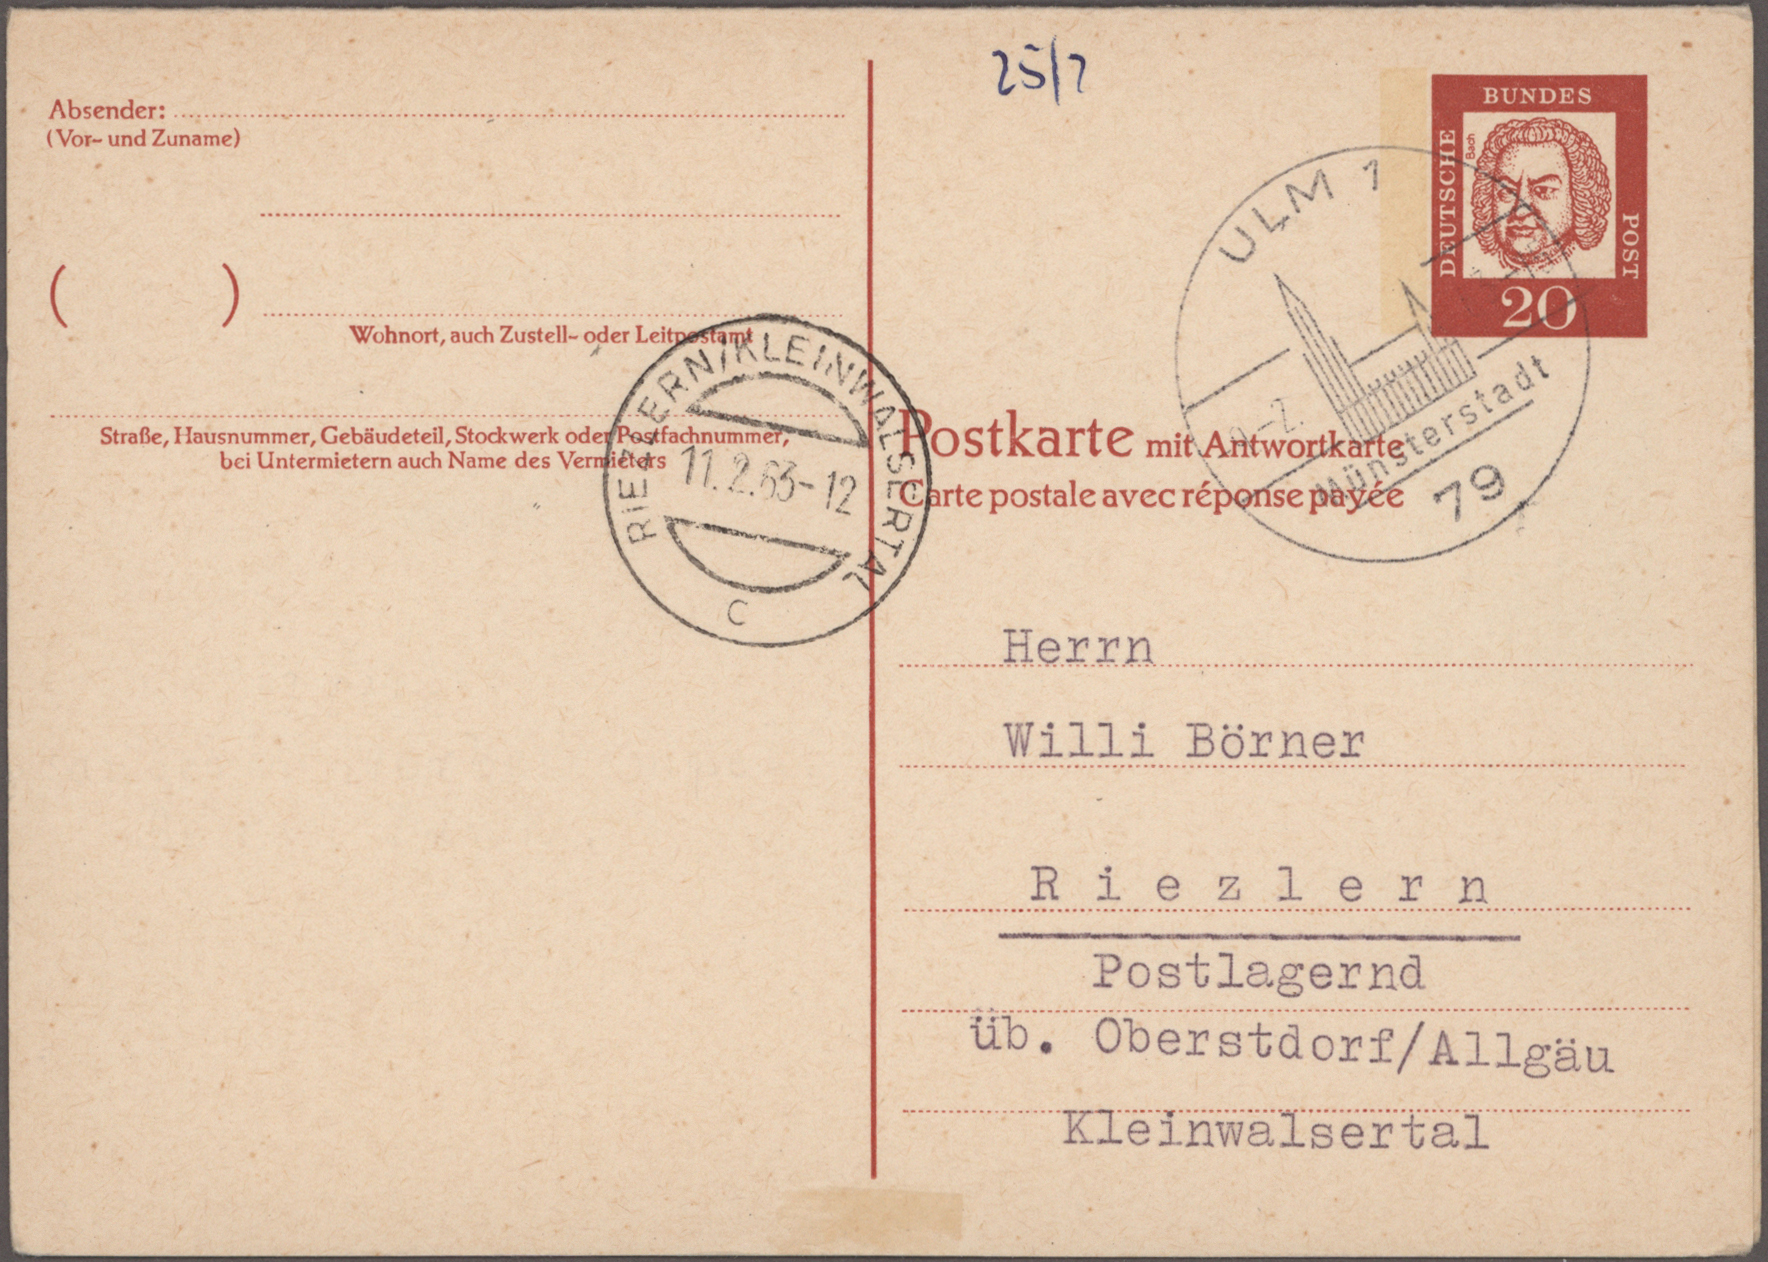 25/7
Absender:
(Vor- und Zuname)
( )
Wohnort, auch Zustell- oder Leitpostamt
Straße, Hausnummer, Gebäudeteil, Stockwerk oder Postfachnummer,
bei Untermietern auch Name des Vermieters
RIEZLERN/KLEINWALSERTAL
11.2.63-12
c
BUNDES
DEUTSCHE
Bach
POST
20
ULM 1
Münsterstadt
79
Postkarte mit Antwortkarte
Carte postale avec réponse payée
Herrn
Willi Börner
Riezlern
Postlagernd
üb. Oberstdorf/Allgäu
Kleinwalsertal